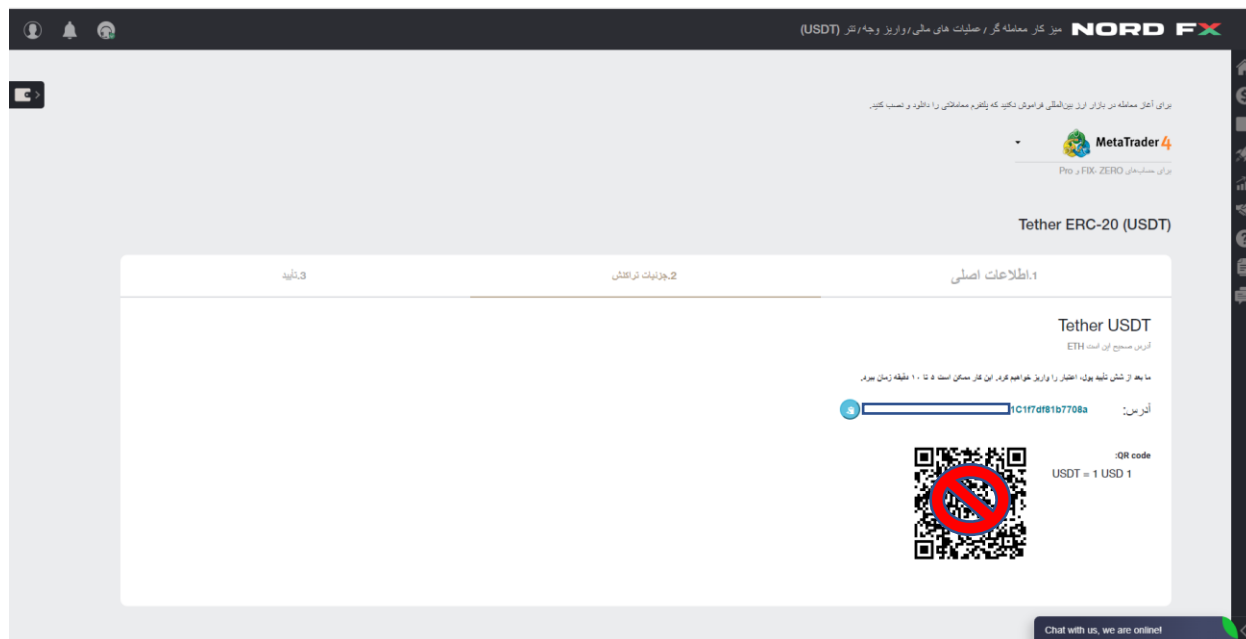 NORD FX میز کار معامله گر / عملیات های مالی / واریز وجه / تتر (USDT)
برای آغاز معامله در بازار ارز بین‌المللی فراموش نکنید که پلتفرم معاملاتی را دانلود و نصب کنید.
MetaTrader 4
برای حساب‌های FIX، ZERO و Pro
Tether ERC-20 (USDT)
1.اطلاعات اصلی
2.جزئیات تراکنش
3.تأیید
Tether USDT
آدرس صحیح این است ETH
ما بعد از شش تأیید پول، اعتبار را واریز خواهیم کرد. این کار ممکن است ۵ تا ۱۰ دقیقه زمان ببرد.
آدرس: 1C1f7df81b7708a
QR code:
USDT = 1 USD 1
Chat with us, we are online!